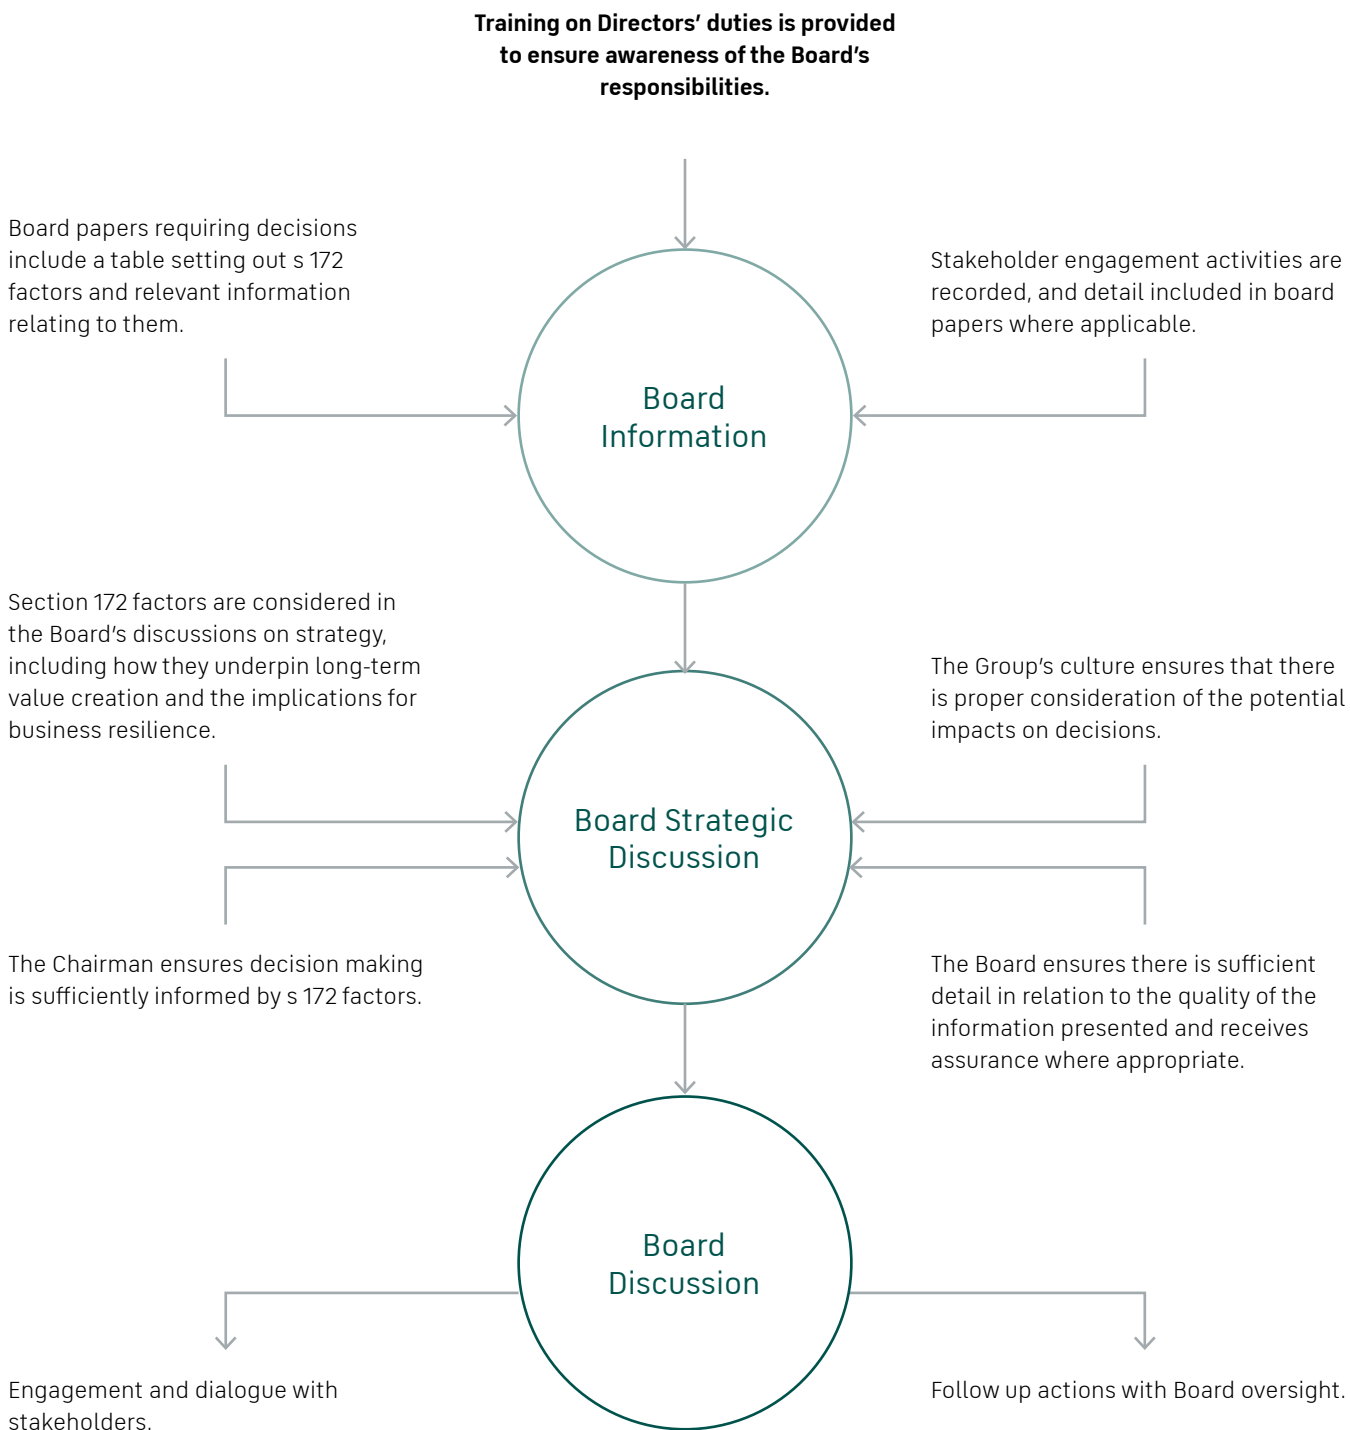 Training on Directors’ duties is provided
to ensure awareness of the Board’s
responsibilities.
Board papers requiring decisions
include a table setting out s 172
factors and relevant information
relating to them.
Stakeholder engagement activities are
recorded, and detail included in board
papers where applicable.
Board
Information
Section 172 factors are considered in
the Board’s discussions on strategy,
including how they underpin long-term
value creation and the implications for
business resilience.
The Group’s culture ensures that there
is proper consideration of the potential
impacts on decisions.
Board Strategic
Discussion
The Chairman ensures decision making
is sufficiently informed by s 172 factors.
The Board ensures there is sufficient
detail in relation to the quality of the
information presented and receives
assurance where appropriate.
Board
Discussion
Engagement and dialogue with
stakeholders.
Follow up actions with Board oversight.